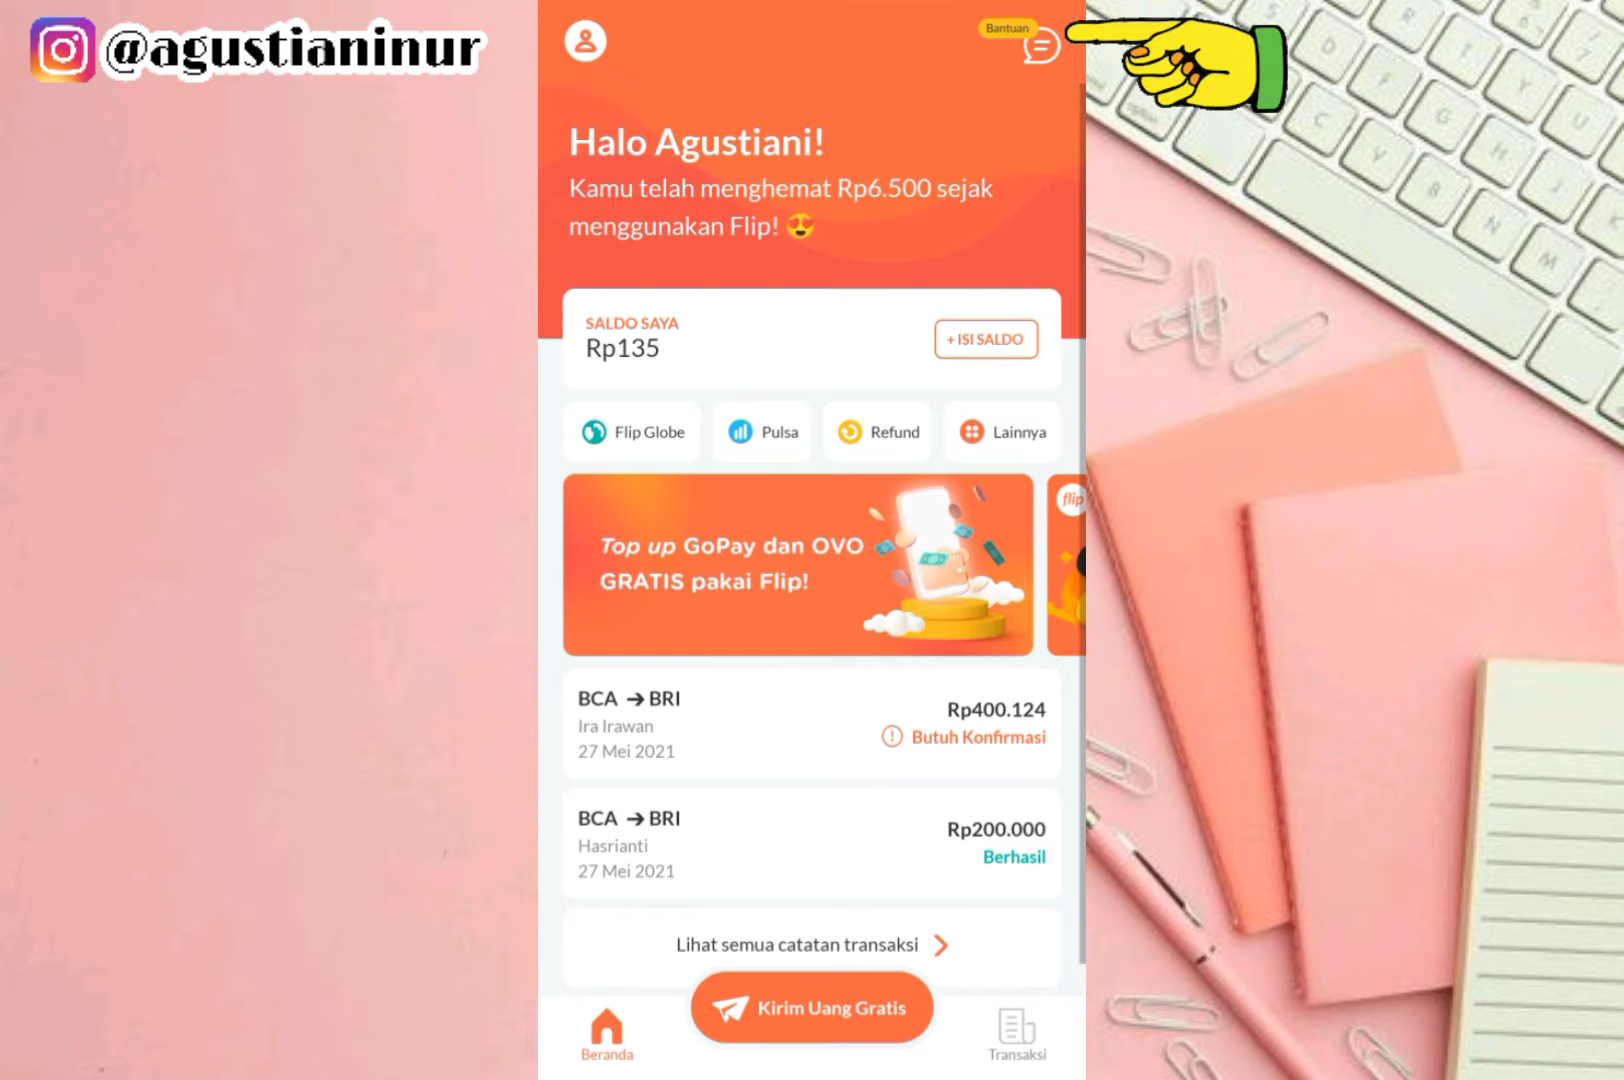 @agustianinur
Bantuan
Halo Agustiani!
Kamu telah menghemat Rp6.500 sejak
menggunakan Flip! 😍
SALDO SAYA
Rp135
+ ISI SALDO
Flip Globe
Pulsa
Refund
Lainnya
Top up GoPay dan OVO
GRATIS pakai Flip!
flip
BCA → BRI
Ira Irawan
27 Mei 2021
Rp400.124
Butuh Konfirmasi
BCA → BRI
Hasrianti
27 Mei 2021
Rp200.000
Berhasil
Lihat semua catatan transaksi
Kirim Uang Gratis
Beranda
Transaksi